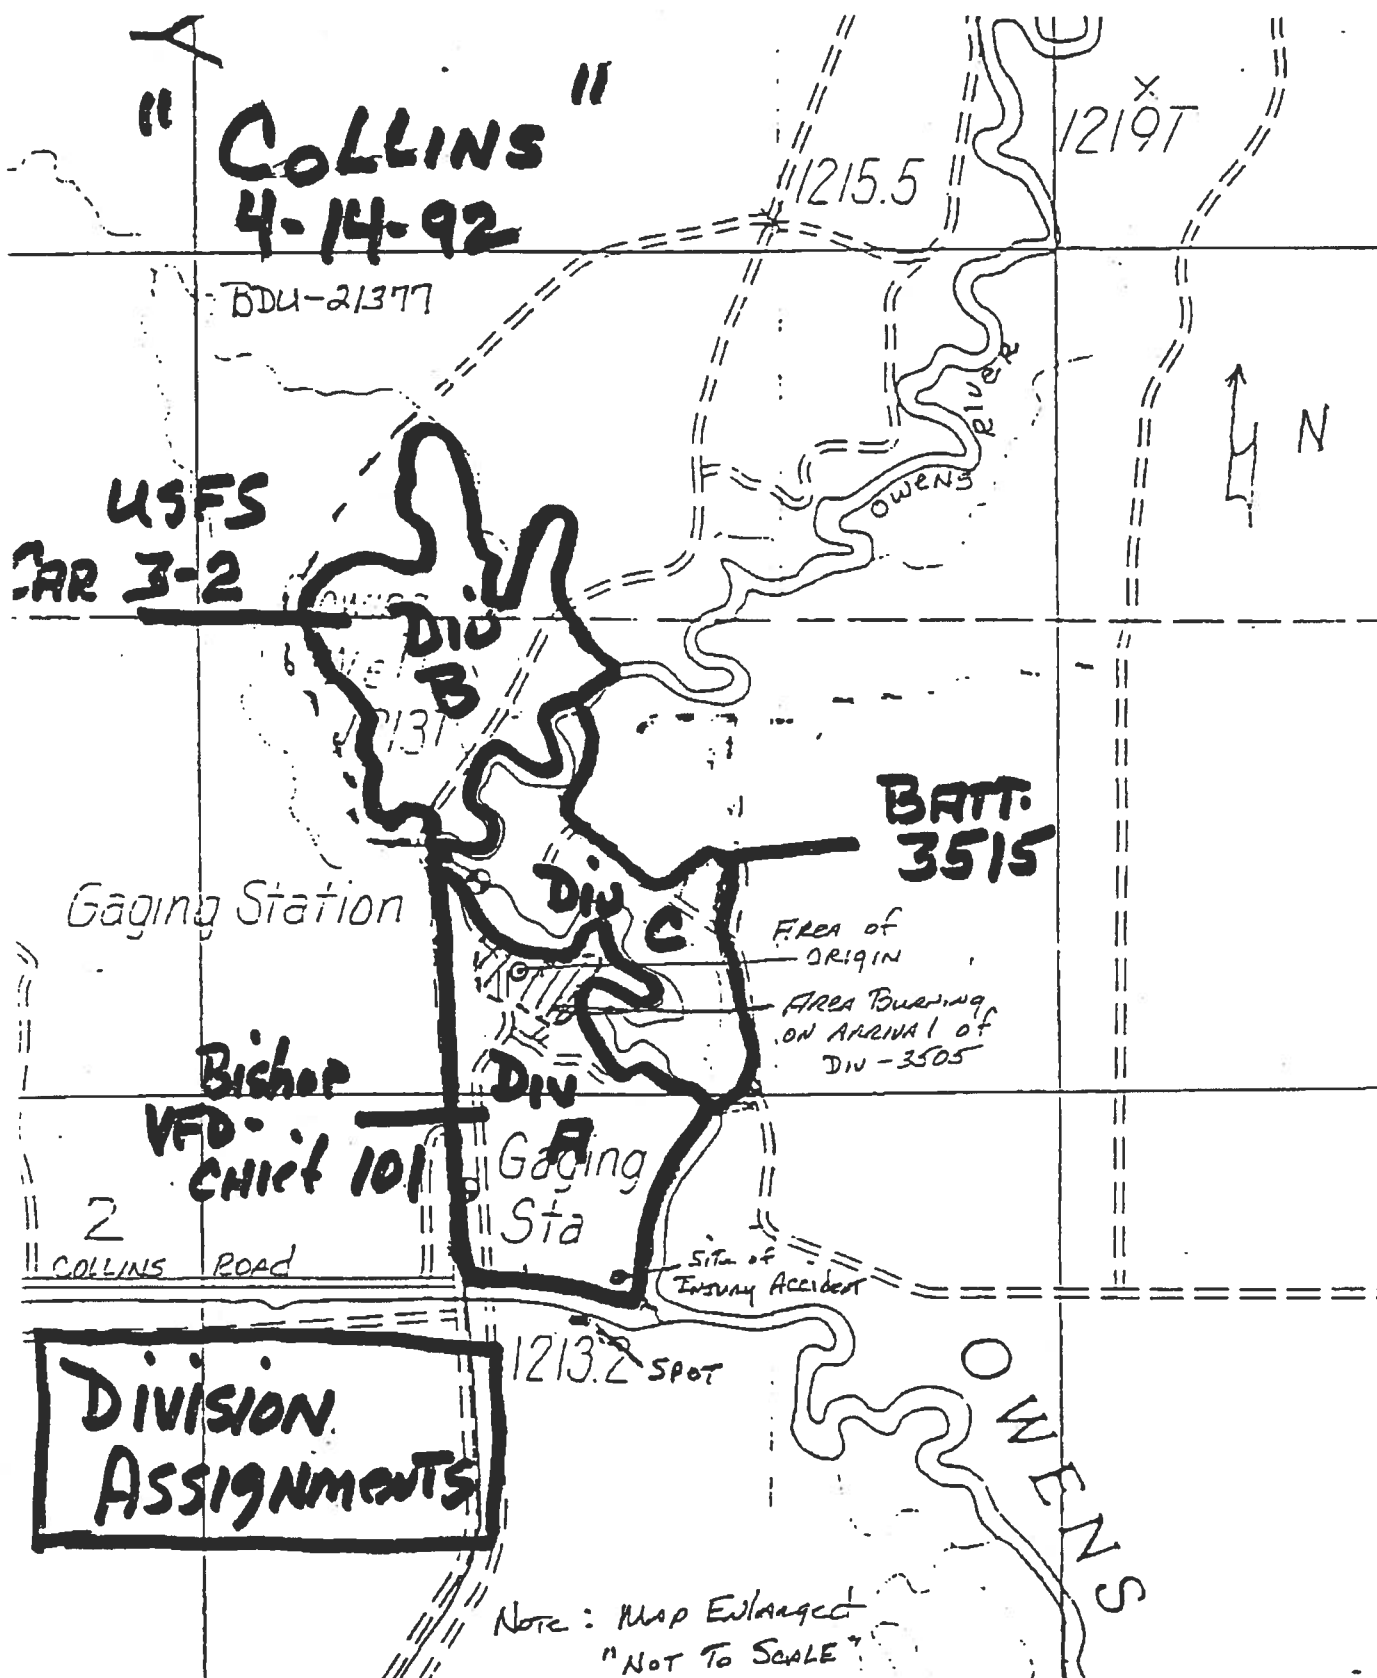 " COLLINS "
4-14-92
BDU-21377
1215.5
1219T
RIVER
OWENS
N
USFS
CAR 3-2
DIV
B
BATT.
3515
Gaging Station
DIV
C
AREA of
ORIGIN
AREA BURNING
ON ARRIVAL of
DIV-3505
Bishop
VFD-
CHIEF 101
DIV
A
Gaging
Sta
2
COLLINS ROAD
Site of
INJURY ACCIDENT
1213.2
SPOT
DIVISION
ASSIGNMENTS
OWENS
NOTE: MAP ENLARGED
"NOT TO SCALE"